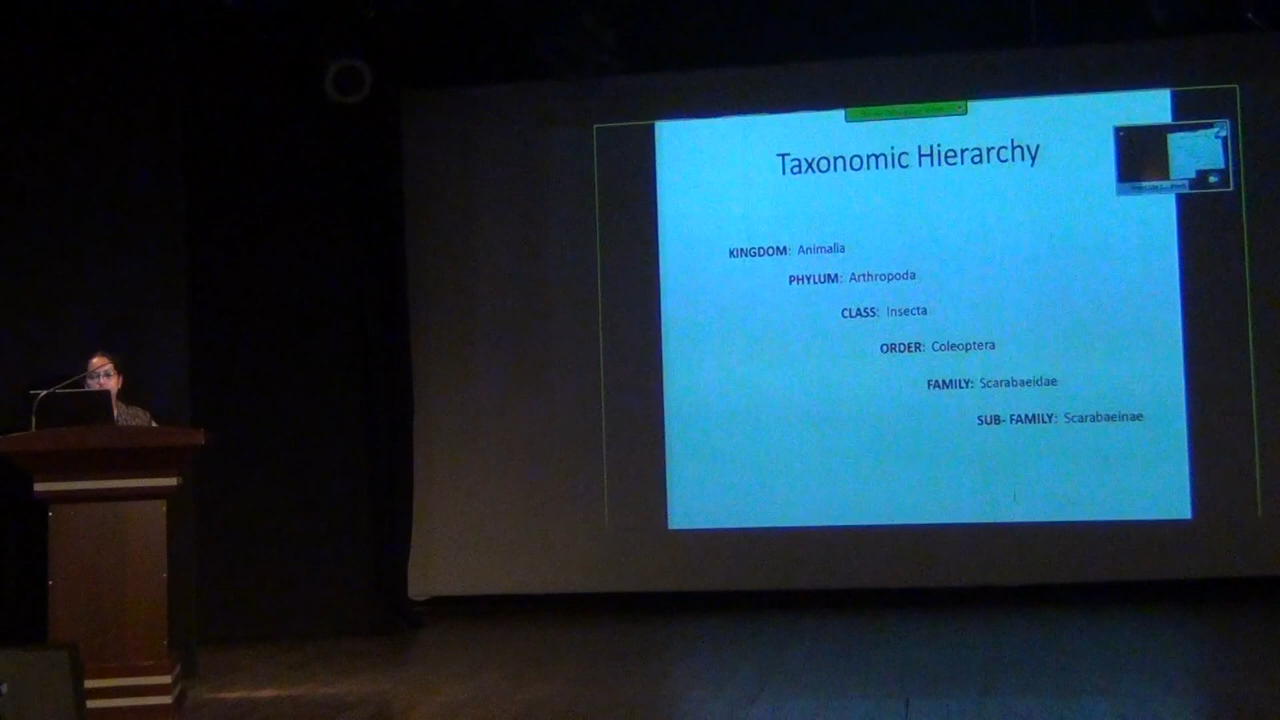 Taxonomic Hierarchy
KINGDOM: Animalia
PHYLUM: Arthropoda
CLASS: Insecta
ORDER: Coleoptera
FAMILY: Scarabaeidae
SUB- FAMILY: Scarabaeinae